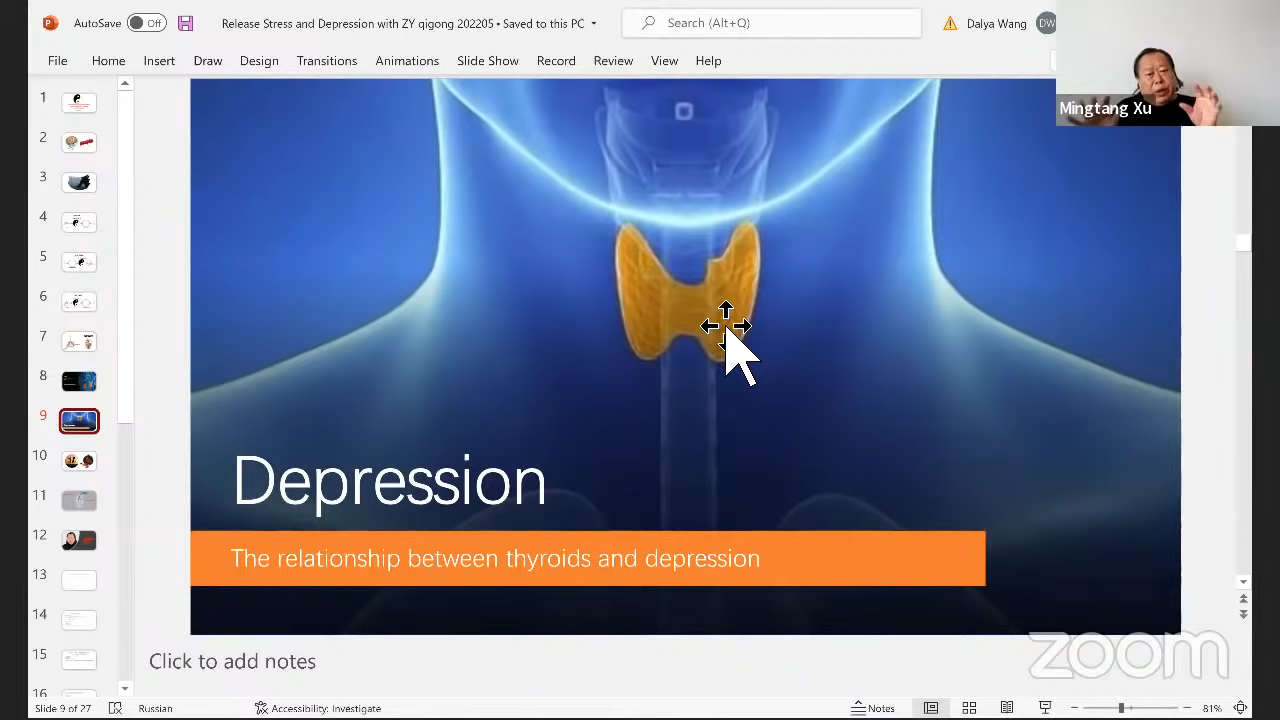 AutoSave Off Release Stress and Depression with ZY qigong 202205 • Saved to this PC Search (Alt+Q) Dalya Wang DW
File Home Insert Draw Design Transitions Animations Slide Show Record Review View Help
Mingtang Xu
1
2
3
4
5
6
7
8
9
10
11
12
13
14
15
16
Depression
The relationship between thyroids and depression
Click to add notes
zoom
Slide 9 of 27 Russian Accessibility: Investigate Notes 81%